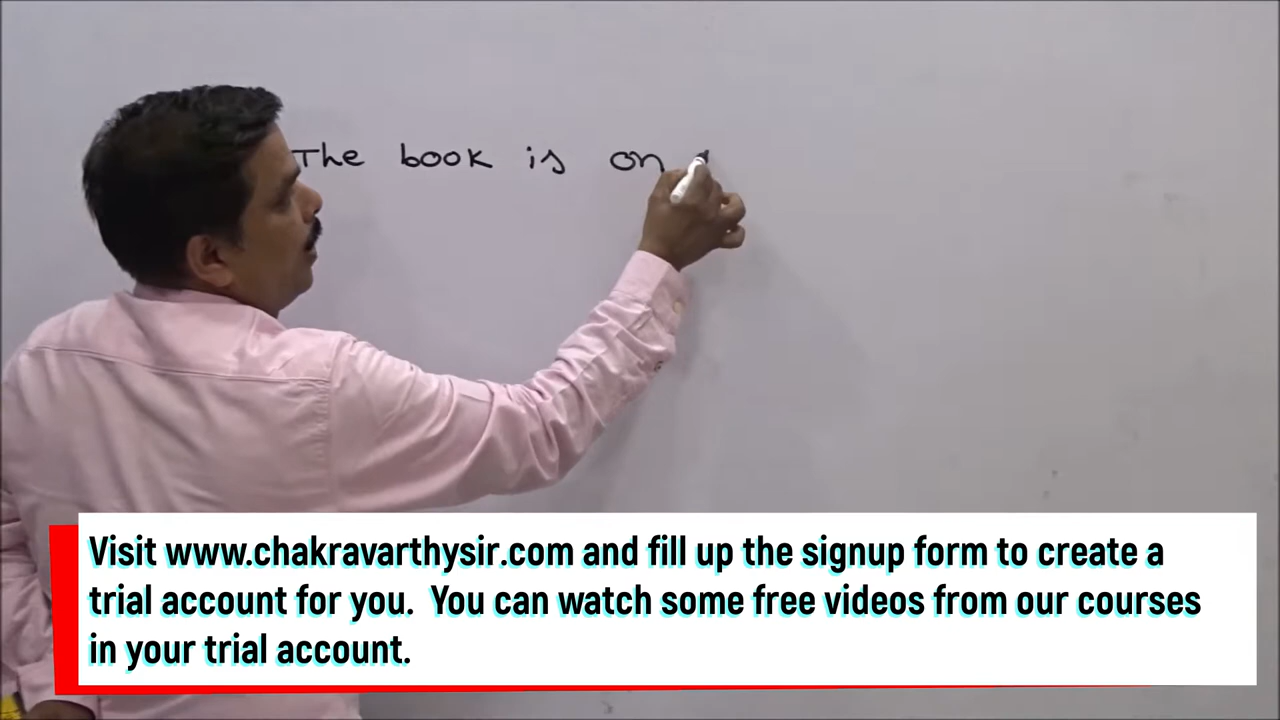 The book is on
Visit www.chakravarthysir.com and fill up the signup form to create a
trial account for you. You can watch some free videos from our courses
in your trial account.